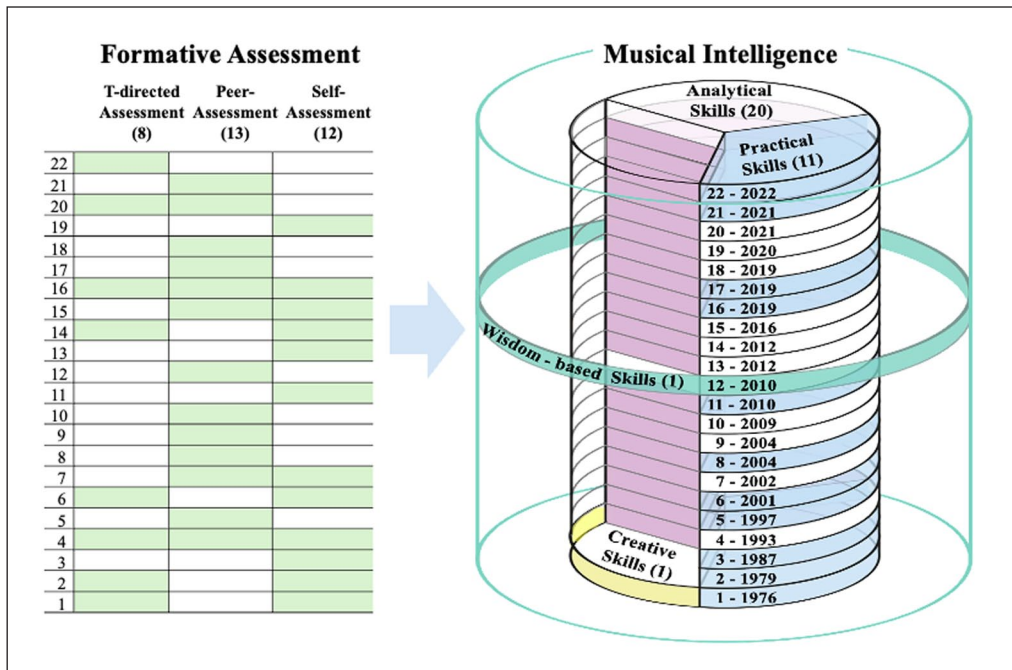 Formative Assessment
T-directed
Assessment
(8)
Peer-
Assessment
(13)
Self-
Assessment
(12)
22
21
20
19
18
17
16
15
14
13
12
11
10
9
8
7
6
5
4
3
2
1
Musical Intelligence
Analytical
Skills (20)
Practical
Skills (11)
22 - 2022
21 - 2021
20 - 2021
19 - 2020
18 - 2019
17 - 2019
16 - 2019
15 - 2016
14 - 2012
13 - 2012
12 - 2010
11 - 2010
10 - 2009
9 - 2004
8 - 2004
7 - 2002
6 - 2001
5 - 1997
4 - 1993
3 - 1987
2 - 1979
1 - 1976
Wisdom - based Skills (1)
Creative
Skills (1)